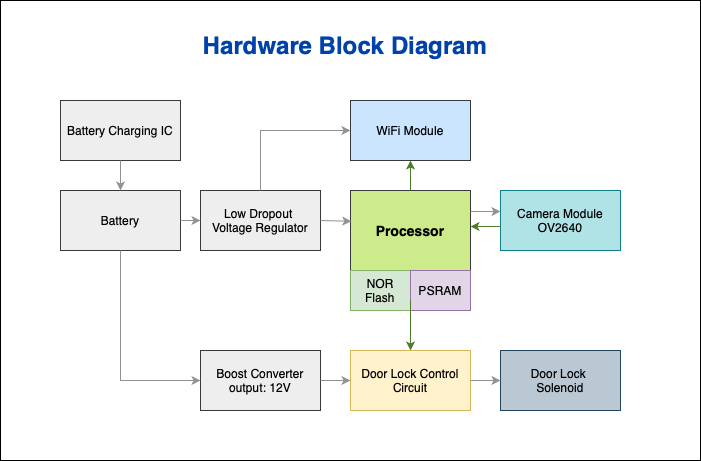 Hardware Block Diagram
Battery Charging IC
WiFi Module
Battery
Low Dropout
Voltage Regulator
Processor
Camera Module
OV2640
NOR
Flash
PSRAM
Boost Converter
output: 12V
Door Lock Control
Circuit
Door Lock
Solenoid